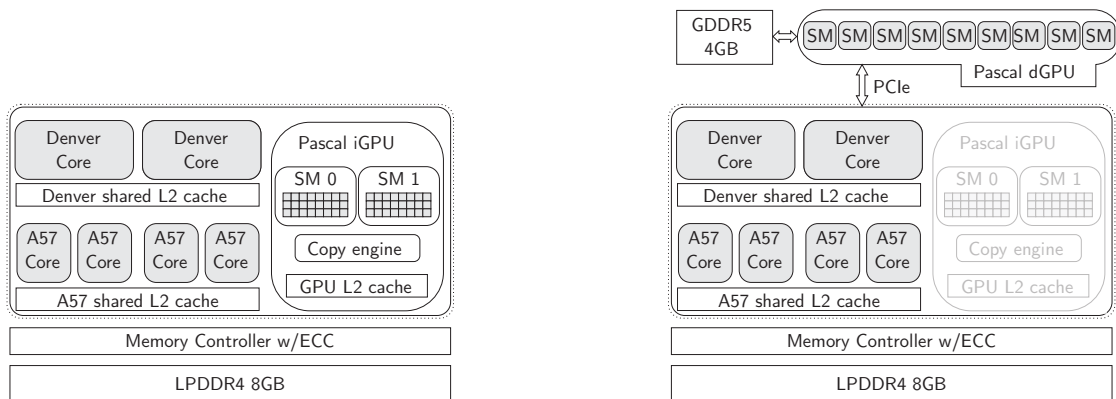 Denver
Core
Denver
Core
Denver shared L2 cache
A57
Core
A57
Core
A57
Core
A57
Core
A57 shared L2 cache
Pascal iGPU
SM 0
SM 1
Copy engine
GPU L2 cache
Memory Controller w/ECC
LPDDR4 8GB
GDDR5
4GB
SM SM SM SM SM SM SM SM SM
Pascal dGPU
PCIe
Denver
Core
Denver
Core
Denver shared L2 cache
A57
Core
A57
Core
A57
Core
A57
Core
A57 shared L2 cache
Pascal iGPU
SM 0
SM 1
Copy engine
GPU L2 cache
Memory Controller w/ECC
LPDDR4 8GB